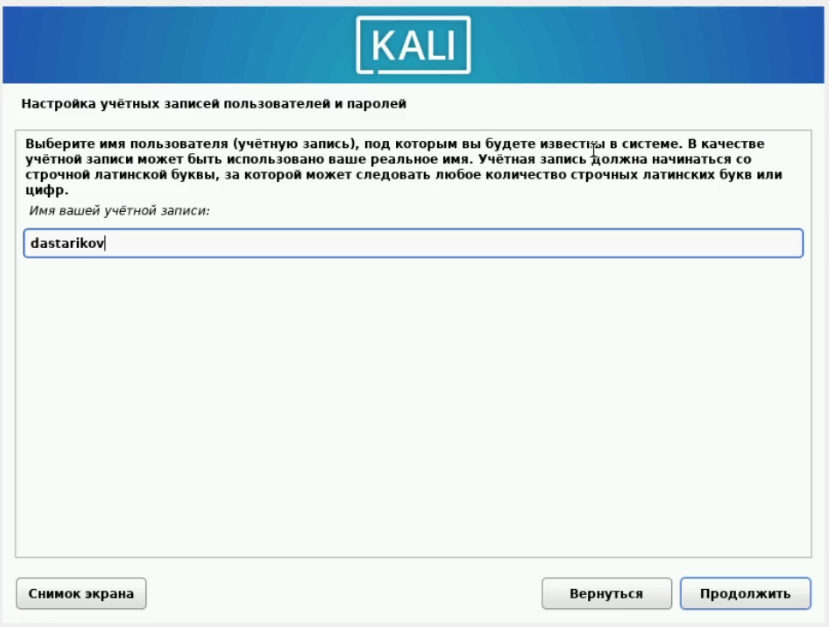 KALI
Настройка учётных записей пользователей и паролей
Выберите имя пользователя (учётную запись), под которым вы будете известны в системе. В качестве
учётной записи может быть использовано ваше реальное имя. Учётная запись должна начинаться со
строчной латинской буквы, за которой может следовать любое количество строчных латинских букв или
цифр.
Имя вашей учётной записи:
dastarikov
Снимок экрана
Вернуться
Продолжить